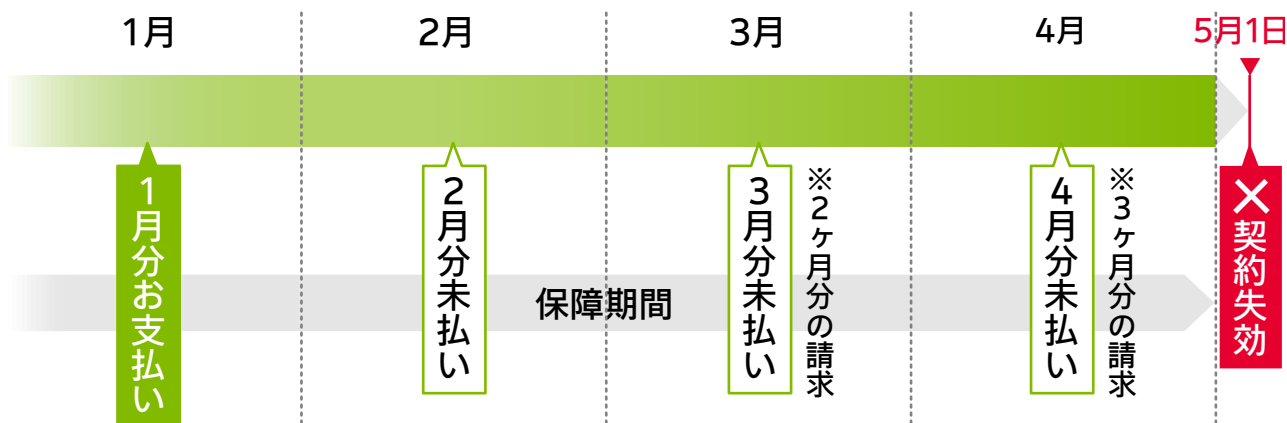 1月
2月
3月
4月
5月1日
1月分お支払い
2月分未払い
3月分未払い
※2ヶ月分の請求
4月分未払い
※3ヶ月分の請求
×契約失効
保障期間